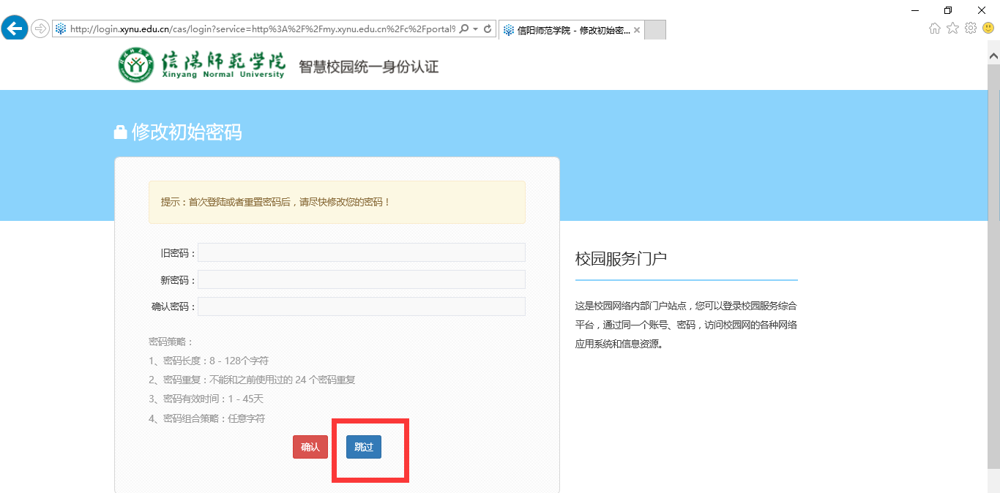 http://login.xynu.edu.cn/cas/login?service=http%3A%2F%2Fmy.xynu.edu.cn%2Fc%2Fportal%
信阳师范学院 - 修改初始密...
信陽師範学院
Xinyang Normal University
智慧校园统一身份认证
修改初始密码
提示：首次登陆或者重置密码后，请尽快修改您的密码！
旧密码：
新密码：
确认密码：
密码策略：
1、密码长度：8 - 128个字符
2、密码重复：不能和之前使用过的 24 个密码重复
3、密码有效时间：1 - 45天
4、密码组合策略：任意字符
确认
跳过
校园服务门户
这是校园网络内部门户站点，您可以登录校园服务综合
平台，通过同一个账号、密码，访问校园网的各种网络
应用系统和信息资源。